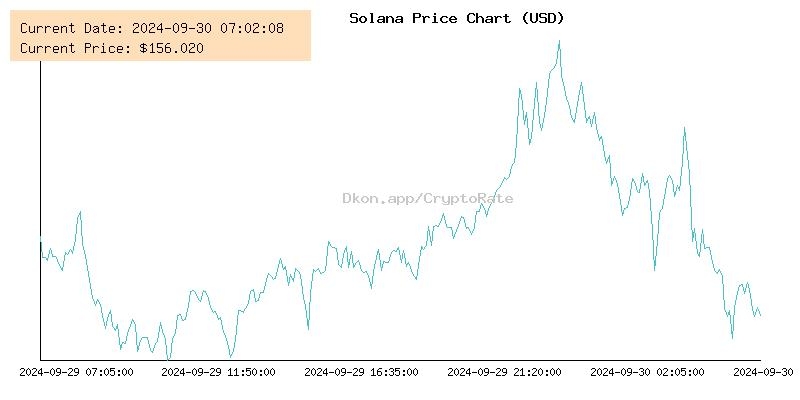 Solana Price Chart (USD)
Current Date: 2024-09-30 07:02:08
Current Price: $156.020
Dkon.app/CryptoRate
2024-09-29 07:05:00
2024-09-29 11:50:00
2024-09-29 16:35:00
2024-09-29 21:20:00
2024-09-30 02:05:00
2024-09-30